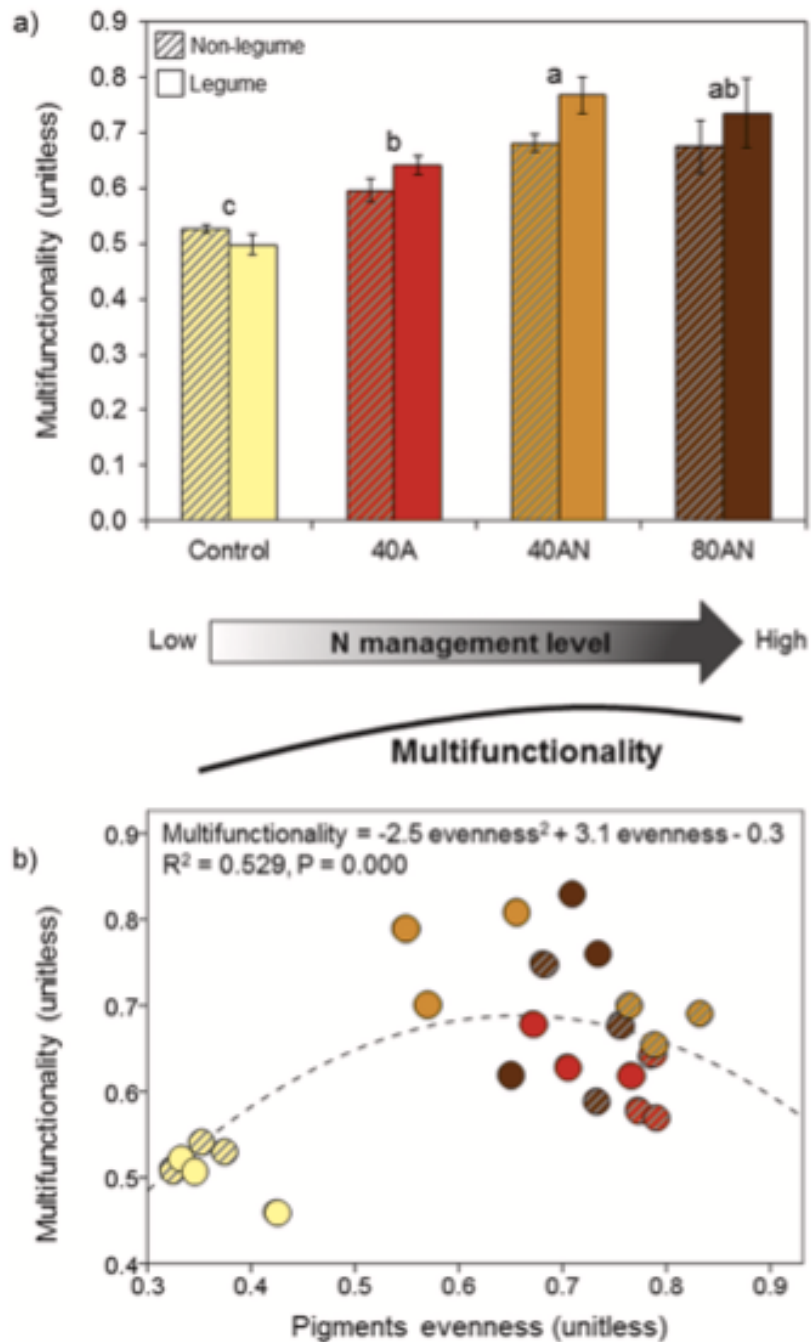 a)
0.9
0.8
0.7
0.6
0.5
0.4
0.3
0.2
0.1
0.0
Multifunctionality (unitless)
Non-legume
Legume
c
b
a
ab
Control 40A 40AN 80AN
Low N management level High
Multifunctionality
b)
Multifunctionality = -2.5 evenness² + 3.1 evenness - 0.3
R² = 0.529, P = 0.000
0.9
0.8
0.7
0.6
0.5
0.4
Multifunctionality (unitless)
0.3 0.4 0.5 0.6 0.7 0.8 0.9
Pigments evenness (unitless)